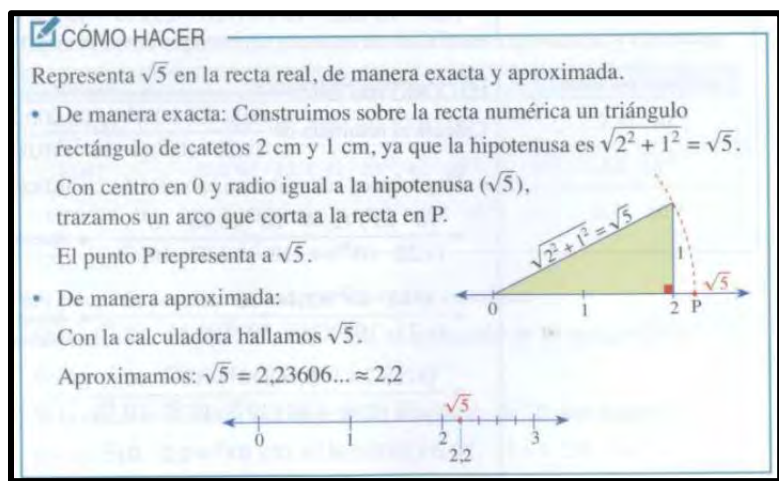 CÓMO HACER
Representa √5 en la recta real, de manera exacta y aproximada.
• De manera exacta: Construimos sobre la recta numérica un triángulo
rectángulo de catetos 2 cm y 1 cm, ya que la hipotenusa es √2² + 1² = √5.
Con centro en 0 y radio igual a la hipotenusa (√5),
trazamos un arco que corta a la recta en P.
El punto P representa a √5.
√2² + 1² = √5
1
√5
0 1 2 P
• De manera aproximada:
Con la calculadora hallamos √5.
Aproximamos: √5 = 2,23606... ≈ 2,2
√5
0 1 2 3
2,2